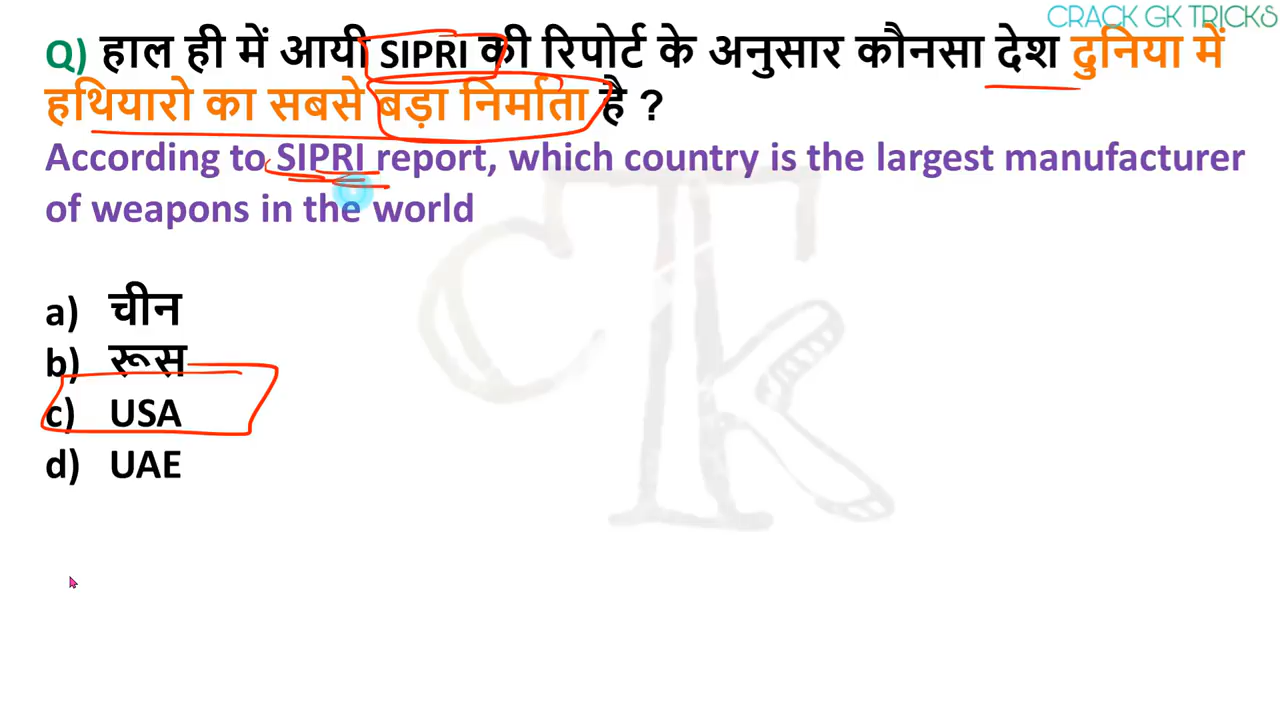 CRACK GK TRICKS
Q) हाल ही में आयी SIPRI की रिपोर्ट के अनुसार कौनसा देश दुनिया में
हथियारो का सबसे बड़ा निर्माता है ?
According to SIPRI report, which country is the largest manufacturer
of weapons in the world
a) चीन
b) रूस
c) USA
d) UAE
CTk